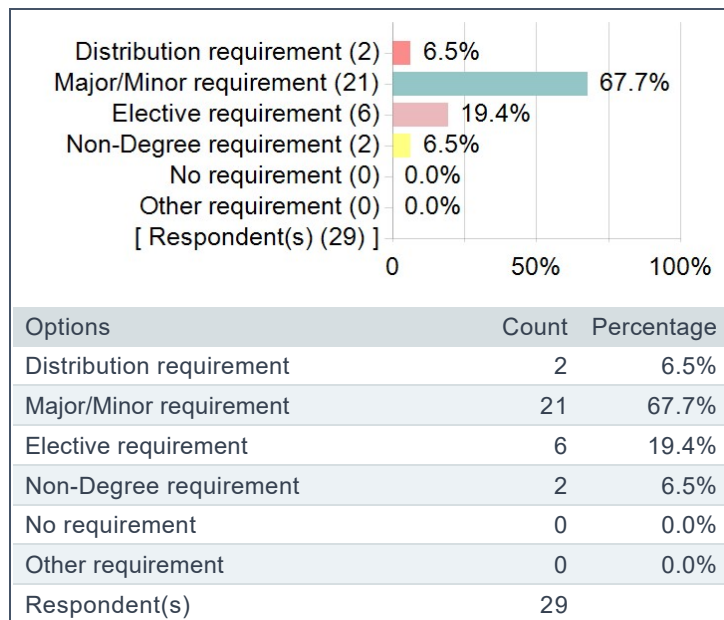 Distribution requirement (2) 6.5%
Major/Minor requirement (21) 67.7%
Elective requirement (6) 19.4%
Non-Degree requirement (2) 6.5%
No requirement (0) 0.0%
Other requirement (0) 0.0%
[ Respondent(s) (29) ]
0 50% 100%
Options Count Percentage
Distribution requirement 2 6.5%
Major/Minor requirement 21 67.7%
Elective requirement 6 19.4%
Non-Degree requirement 2 6.5%
No requirement 0 0.0%
Other requirement 0 0.0%
Respondent(s) 29